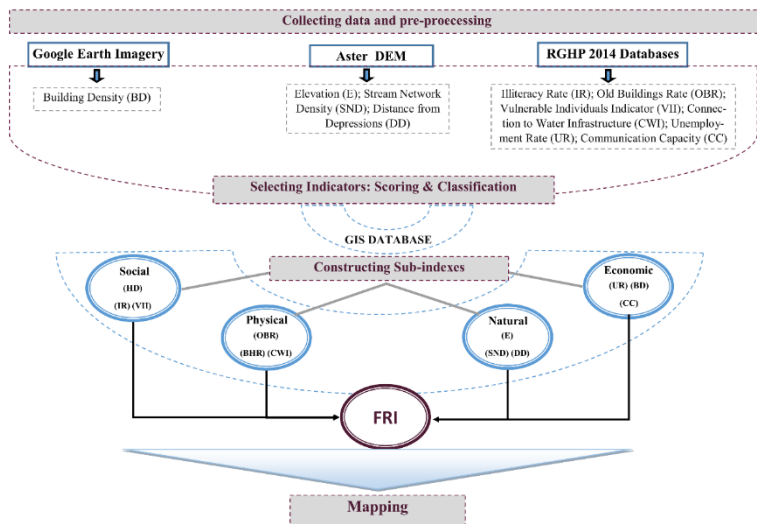 Collecting data and pre-proccessing
Google Earth Imagery
Aster DEM
RGHP 2014 Databases
Building Density (BD)
Elevation (E); Stream Network
Density (SND); Distance from
Depressions (DD)
Illiteracy Rate (IR); Old Buildings Rate (OBR);
Vulnerable Individuals Indicator (VII); Connec-
tion to Water Infrastructure (CWI); Unemplo-
yment Rate (UR); Communication Capacity (CC)
Selecting Indicators: Scoring & Classification
GIS DATABASE
Constructing Sub-indexes
Social
(HD)
(IR) (VII)
Physical
(OBR)
(BHR) (CWI)
Natural
(E)
(SND) (DD)
Economic
(UR) (BD)
(CC)
FRI
Mapping